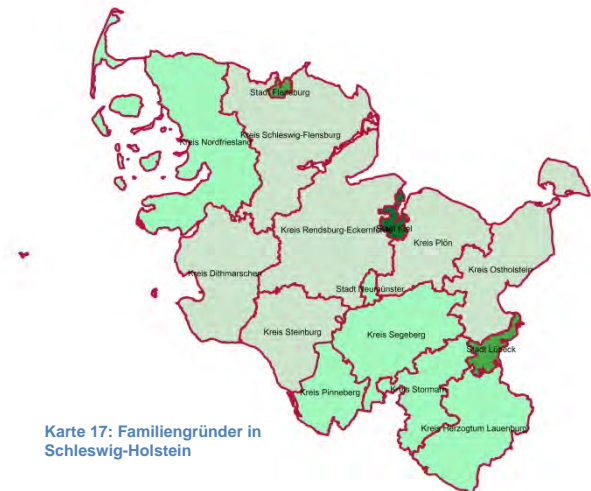 Stadt Flensburg
Kreis Nordfriesland
Kreis Schleswig-Flensburg
Kreis Rendsburg-Eckernförde
Stadt Kiel
Kreis Plön
Kreis Ostholstein
Kreis Dithmarschen
Stadt Neumünster
Kreis Steinburg
Kreis Segeberg
Stadt Lübeck
Kreis Pinneberg
Kreis Stormarn
Kreis Herzogtum Lauenburg
Karte 17: Familiengründer in
Schleswig-Holstein